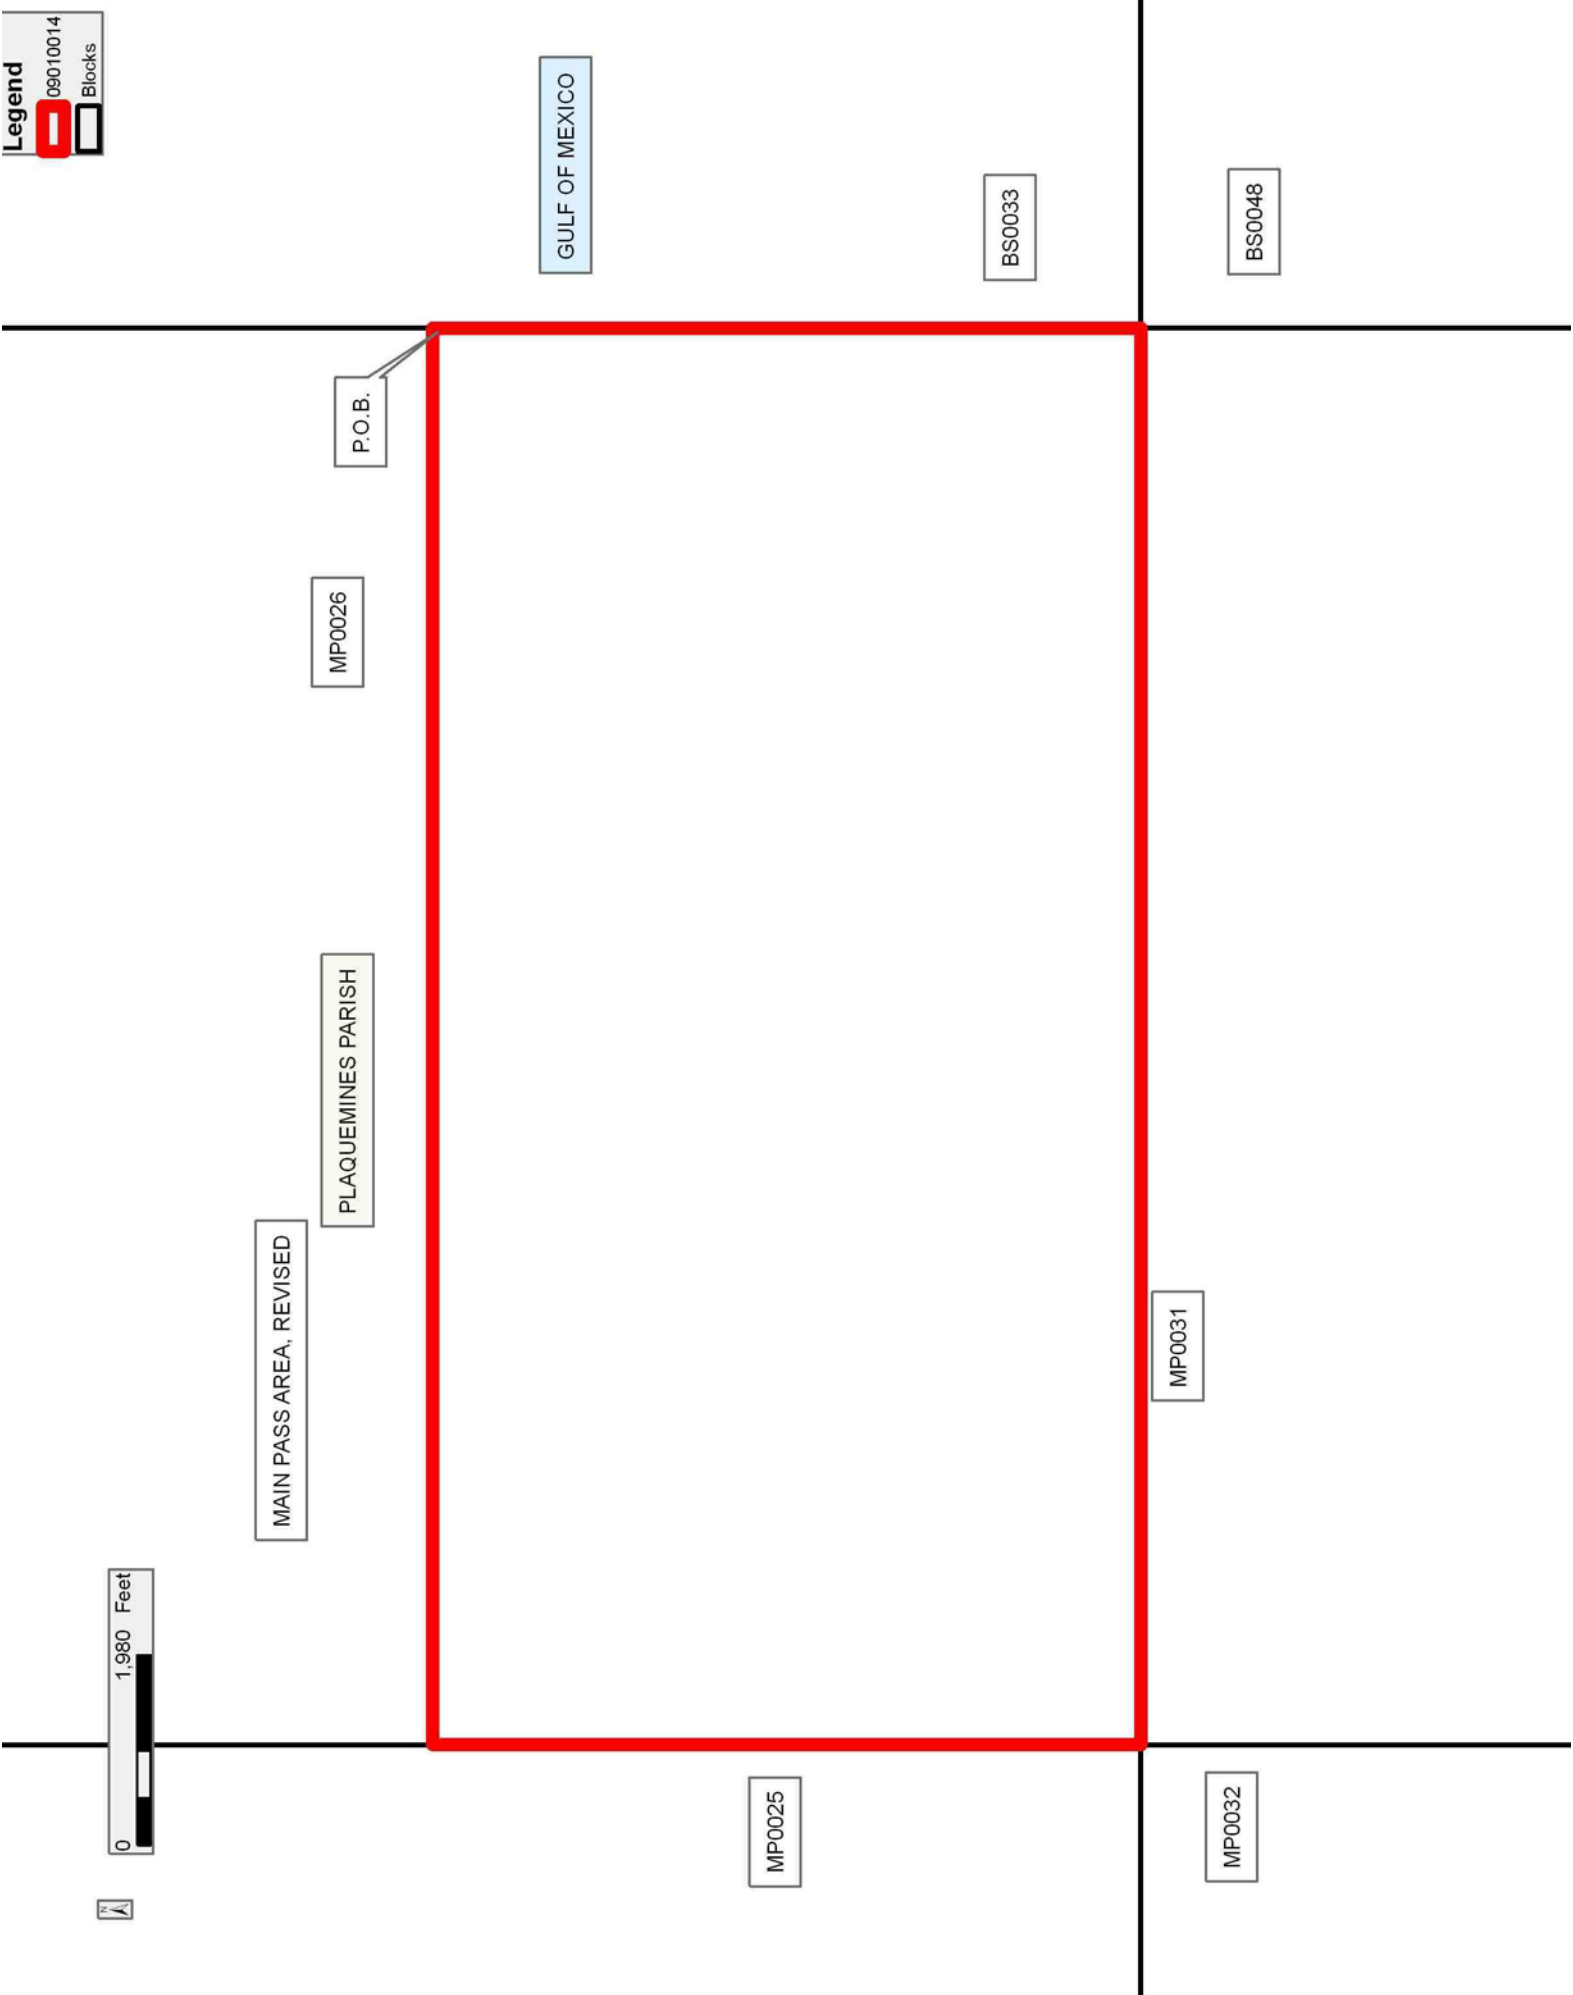 0 1,980 Feet
N
Legend
09010014
Blocks
MAIN PASS AREA, REVISED
PLAQUEMINES PARISH
MP0026
P.O.B.
GULF OF MEXICO
MP0025
BS0033
MP0032
MP0031
BS0048